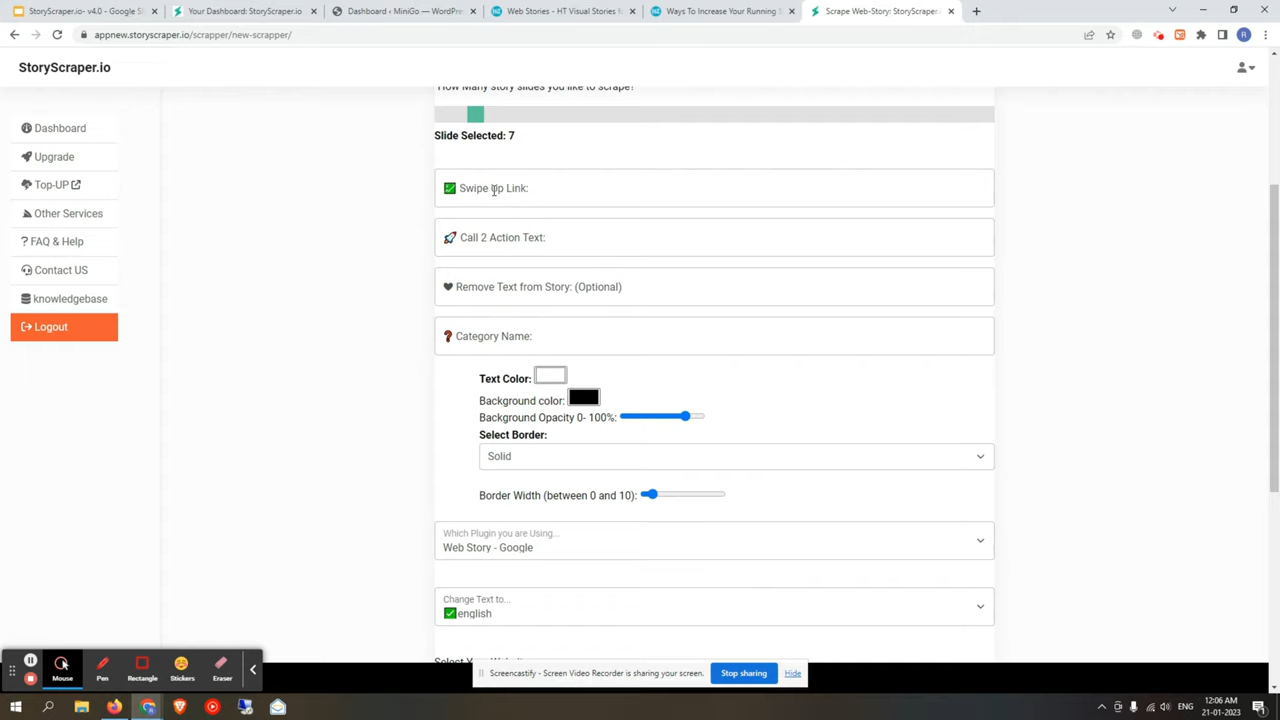 StoryScraper.io- v4.0 - Google Sl
Your Dashboard: StoryScraper.io
Dashboard ‹ MiniGo — WordPre
Web Stories – HT Visual Stories f
Ways To Increase Your Running S
Scrape Web-Story: StoryScraper.
appnew.storyscraper.io/scrapper/new-scrapper/
R
StoryScraper.io
How Many story slides you like to scrape?
Slide Selected: 7
Dashboard
Upgrade
Top-UP
Other Services
? FAQ & Help
Contact US
knowledgebase
Logout
Swipe Up Link:
Call 2 Action Text:
Remove Text from Story: (Optional)
Category Name:
Text Color:
Background color:
Background Opacity 0- 100%:
Select Border:
Solid
Border Width (between 0 and 10):
Which Plugin you are Using...
Web Story - Google
Change Text to...
english
Mouse
Pen
Rectangle
Stickers
Eraser
Screencastify - Screen Video Recorder is sharing your screen.
Stop sharing
Hide
ENG
12:06 AM
21-01-2023
1